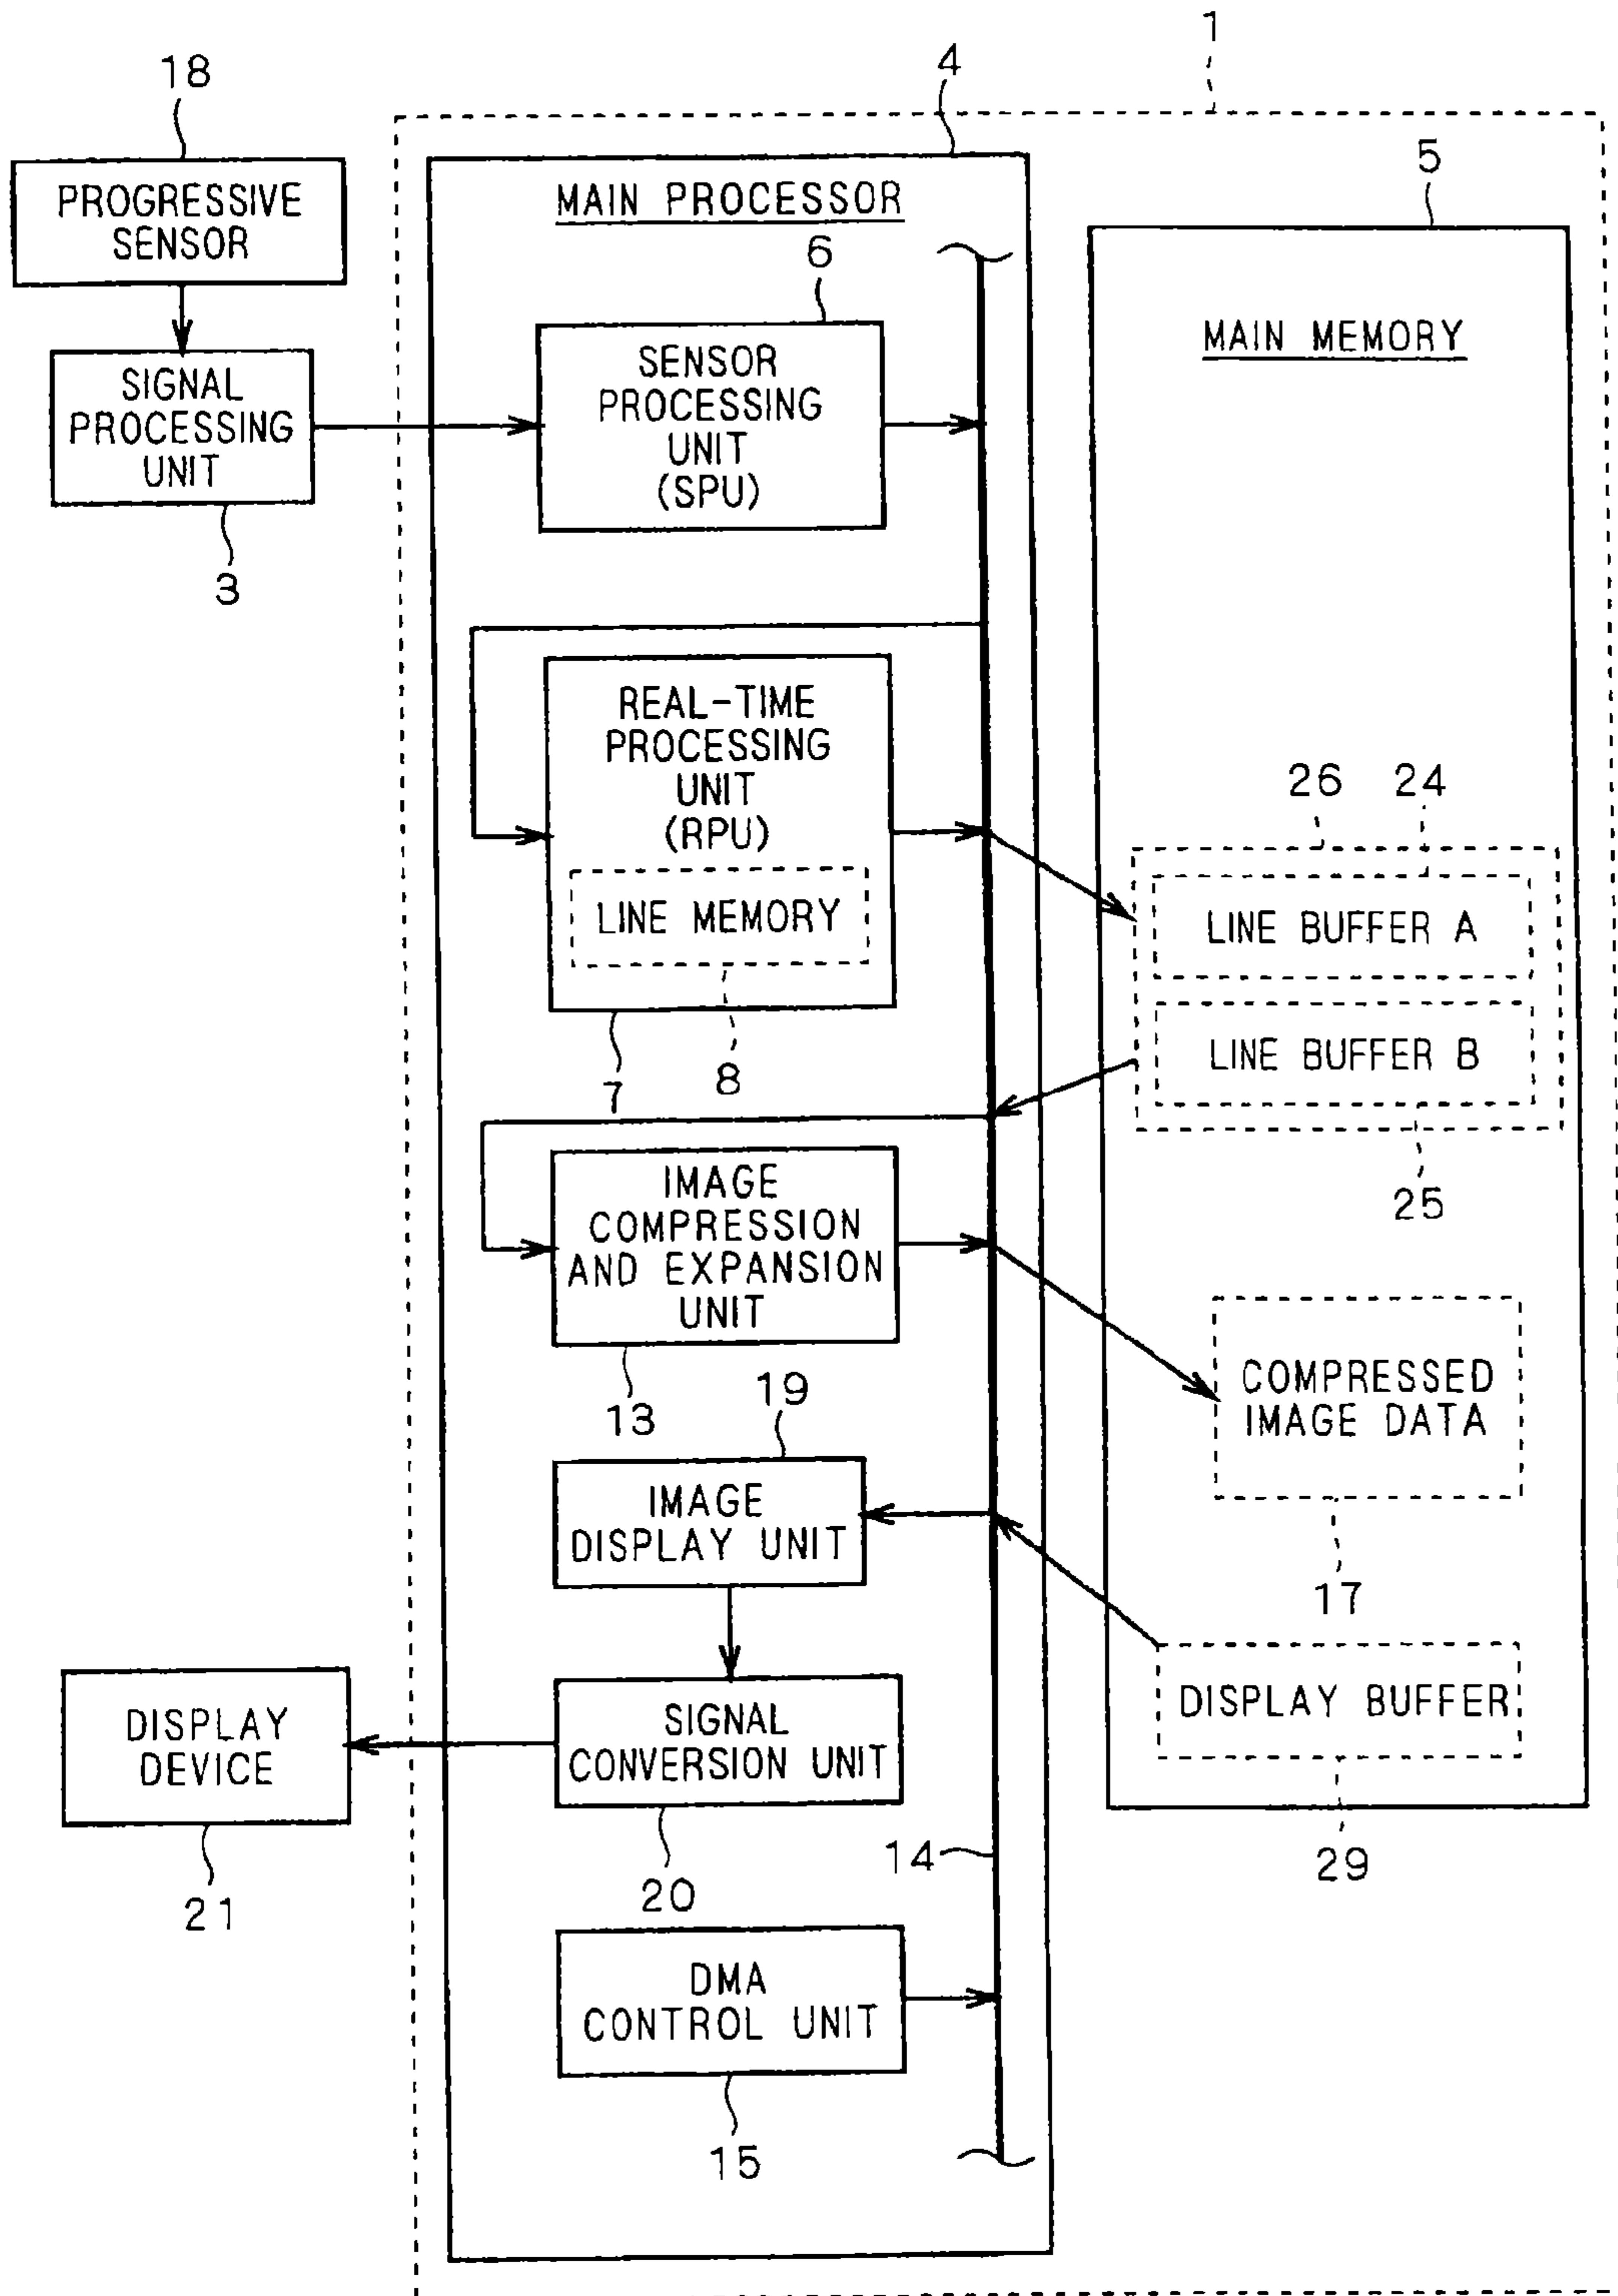 1
18
4
5
PROGRESSIVE
SENSOR
MAIN PROCESSOR
6
MAIN MEMORY
SIGNAL
PROCESSING
UNIT
3
SENSOR
PROCESSING
UNIT
(SPU)
REAL-TIME
PROCESSING
UNIT
(RPU)
LINE MEMORY
7
8
26
24
LINE BUFFER A
LINE BUFFER B
25
IMAGE
COMPRESSION
AND EXPANSION
UNIT
13
COMPRESSED
IMAGE DATA
17
19
IMAGE
DISPLAY UNIT
DISPLAY BUFFER
29
SIGNAL
CONVERSION UNIT
20
DISPLAY
DEVICE
21
14
DMA
CONTROL UNIT
15